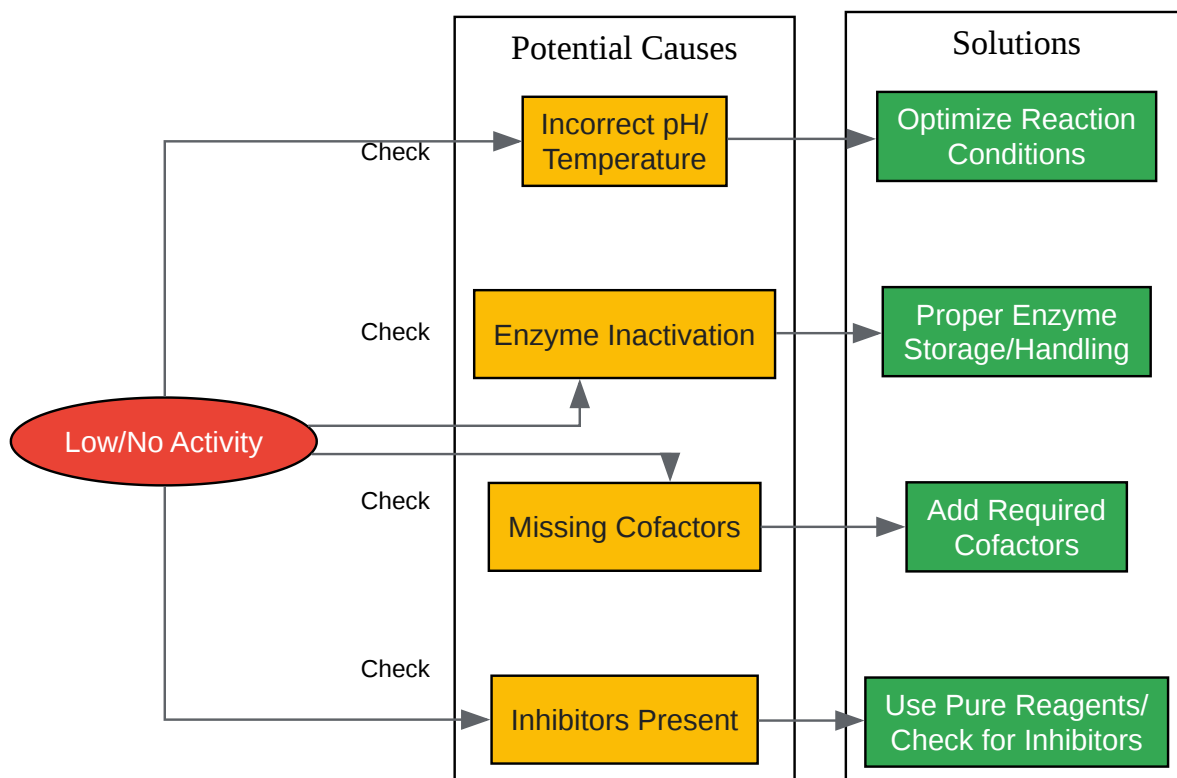 Potential Causes
Solutions
Incorrect pH/
Temperature
Optimize Reaction
Conditions
Check
Enzyme Inactivation
Proper Enzyme
Storage/Handling
Check
Low/No Activity
Missing Cofactors
Add Required
Cofactors
Check
Inhibitors Present
Use Pure Reagents/
Check for Inhibitors
Check